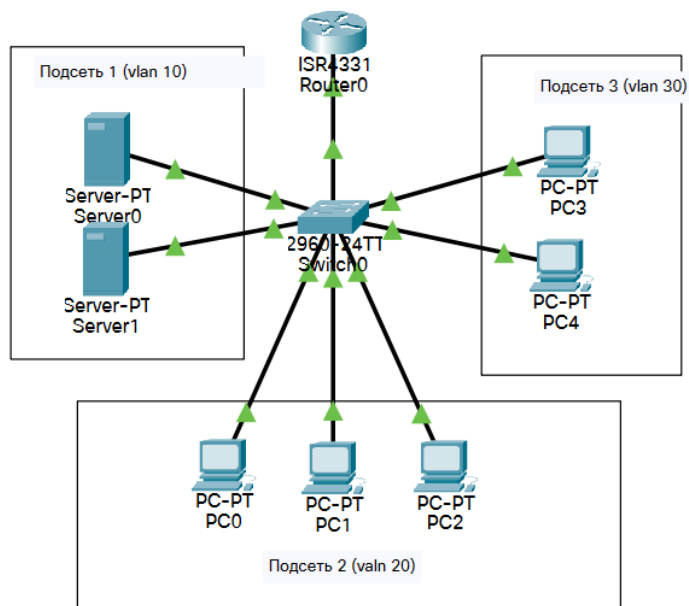 ISR4331
Router0
Подсеть 1 (vlan 10)
Подсеть 3 (vlan 30)
Server-PT
Server0
PC-PT
PC3
2960-24TT
Switch0
Server-PT
Server1
PC-PT
PC4
PC-PT
PC0
PC-PT
PC1
PC-PT
PC2
Подсеть 2 (valn 20)